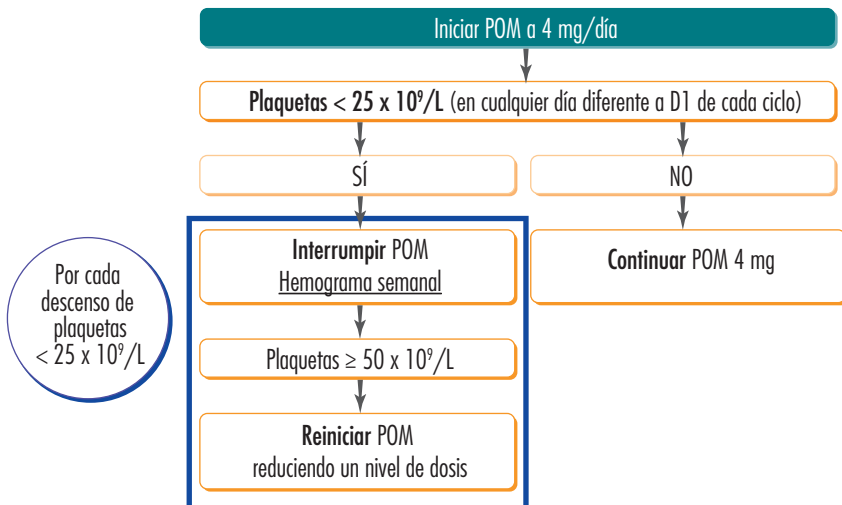 Iniciar POM a 4 mg/día
Plaquetas < 25 x 10⁹/L (en cualquier día diferente a D1 de cada ciclo)
SÍ
NO
Por cada
descenso de
plaquetas
< 25 x 10⁹/L
Interrumpir POM
Hemograma semanal
Continuar POM 4 mg
Plaquetas ≥ 50 x 10⁹/L
Reiniciar POM
reduciendo un nivel de dosis